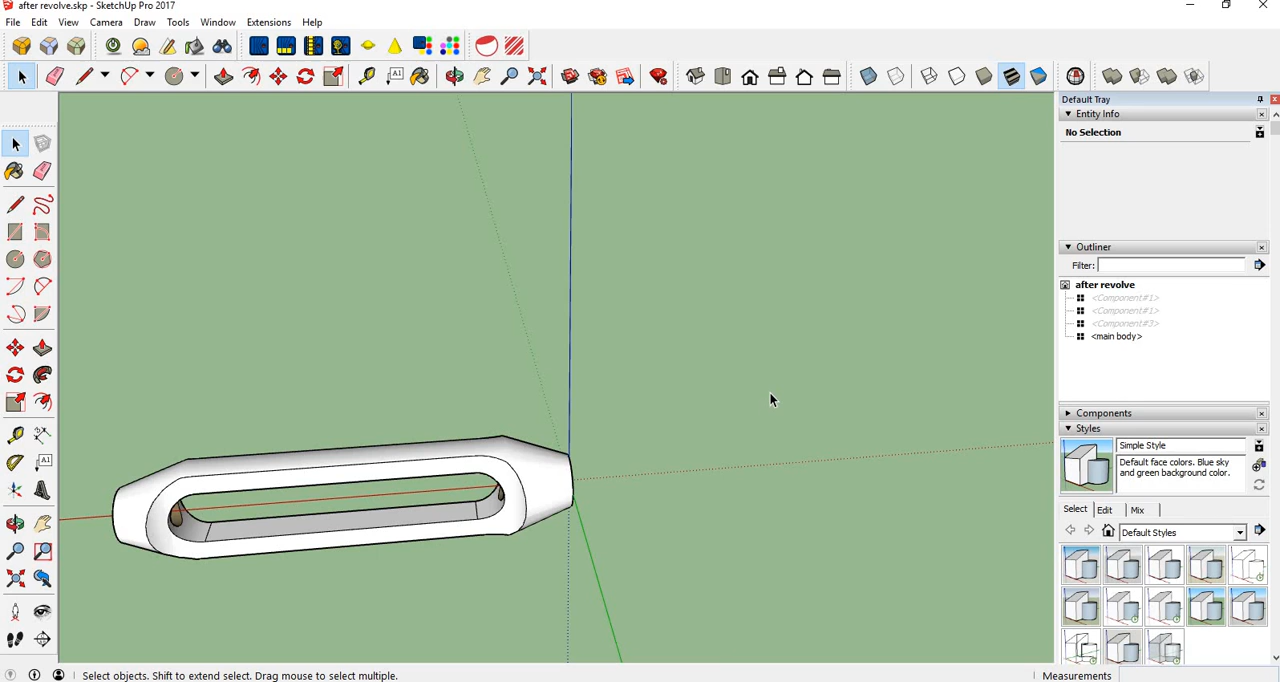 after revolve.skp - SketchUp Pro 2017
File Edit View Camera Draw Tools Window Extensions Help
A1
Default Tray
Entity Info
No Selection
Outliner
Filter:
after revolve
<Component#1>
<Component#1>
<Component#3>
<main body>
Components
Styles
Simple Style
Default face colors. Blue sky
and green background color.
Select Edit Mix
Default Styles
A1
Select objects. Shift to extend select. Drag mouse to select multiple.
Measurements